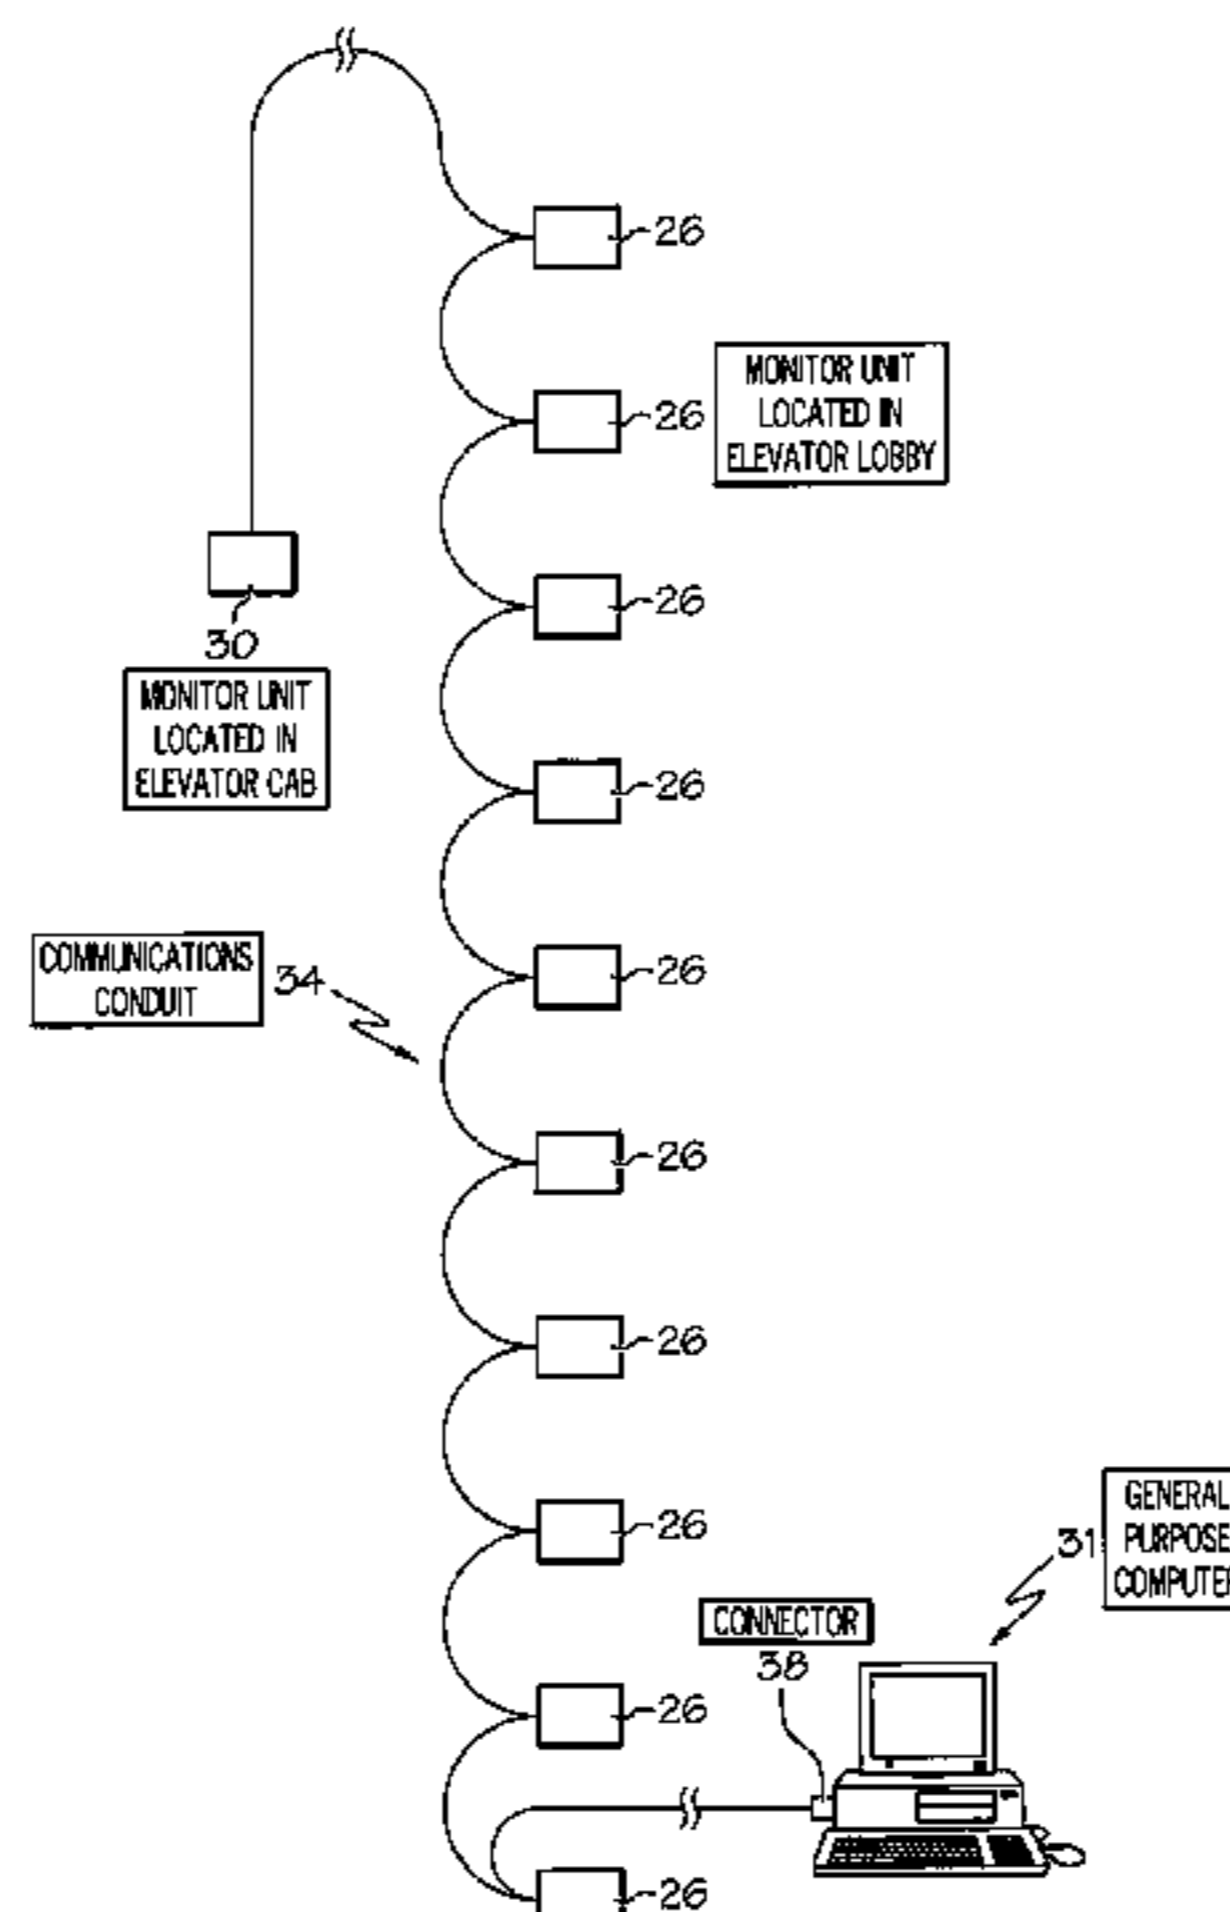 26
26
MONITOR UNIT
LOCATED IN
ELEVATOR LOBBY
26
30
MONITOR UNIT
LOCATED IN
ELEVATOR CAB
26
COMMUNICATIONS
CONDUIT
34
26
26
26
26
31
GENERAL
PURPOSE
COMPUTER
CONNECTOR
38
26
26